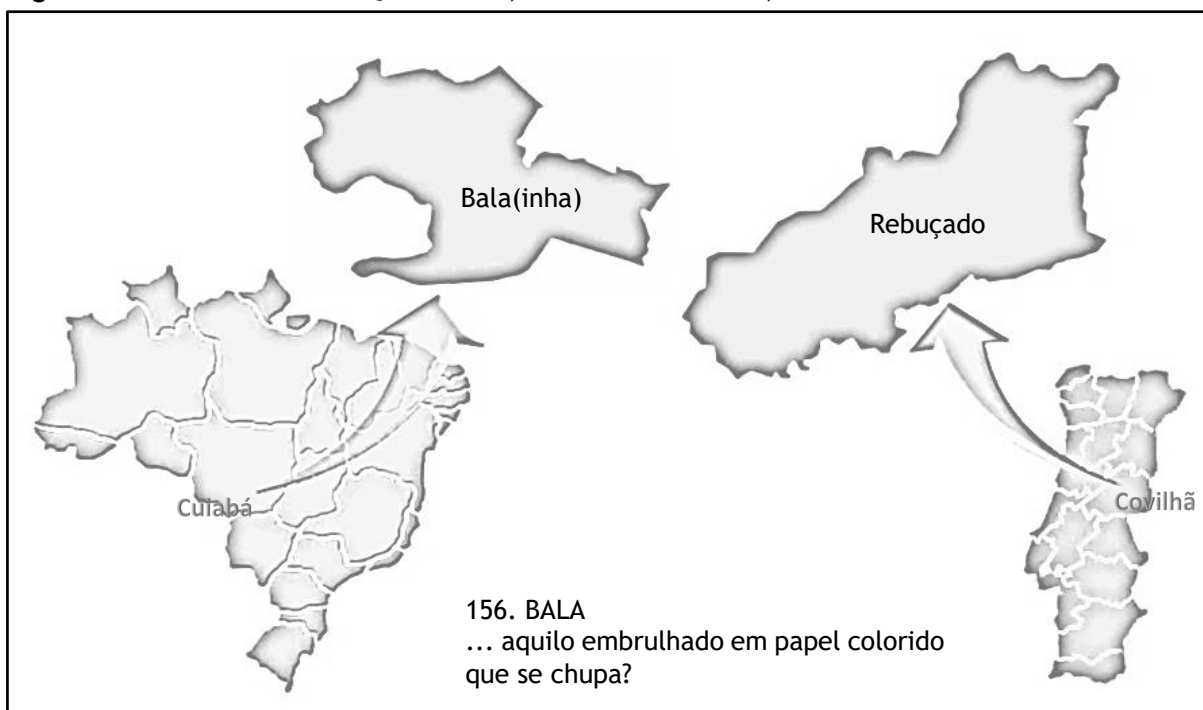 Bala(inha)
Rebuçado
Cuiabá
Covilhã
156. BALA
... aquilo embrulhado em papel colorido
que se chupa?